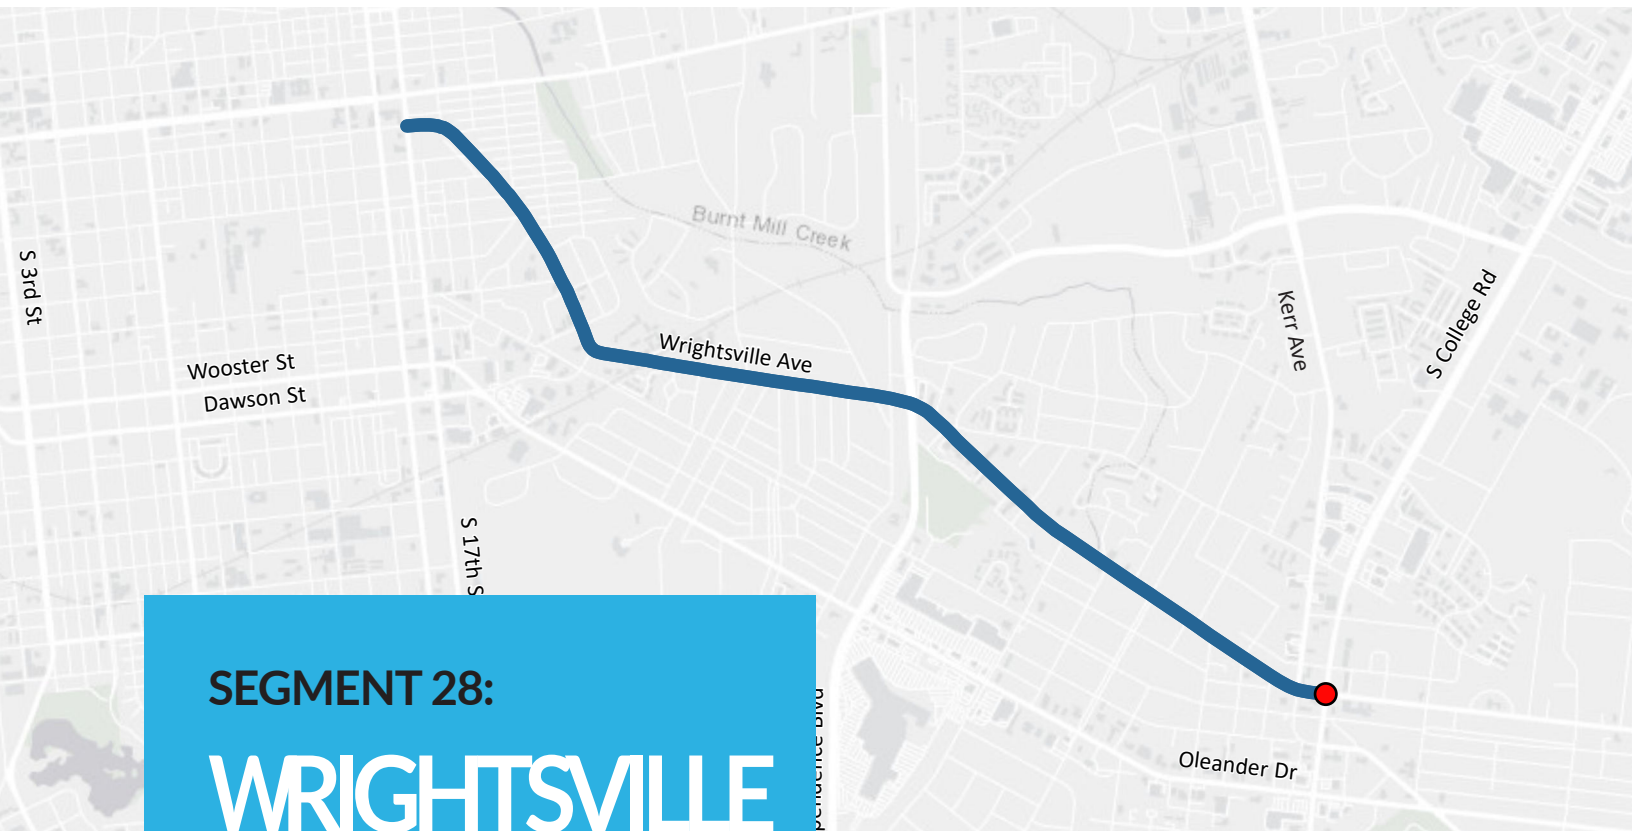 Burnt Mill Creek
S 3rd St
Kerr Ave
S College Rd
Wrightsville Ave
Wooster St
Dawson St
S 17th S
SEGMENT 28:
WRIGHTSVILLE
Oleander Dr